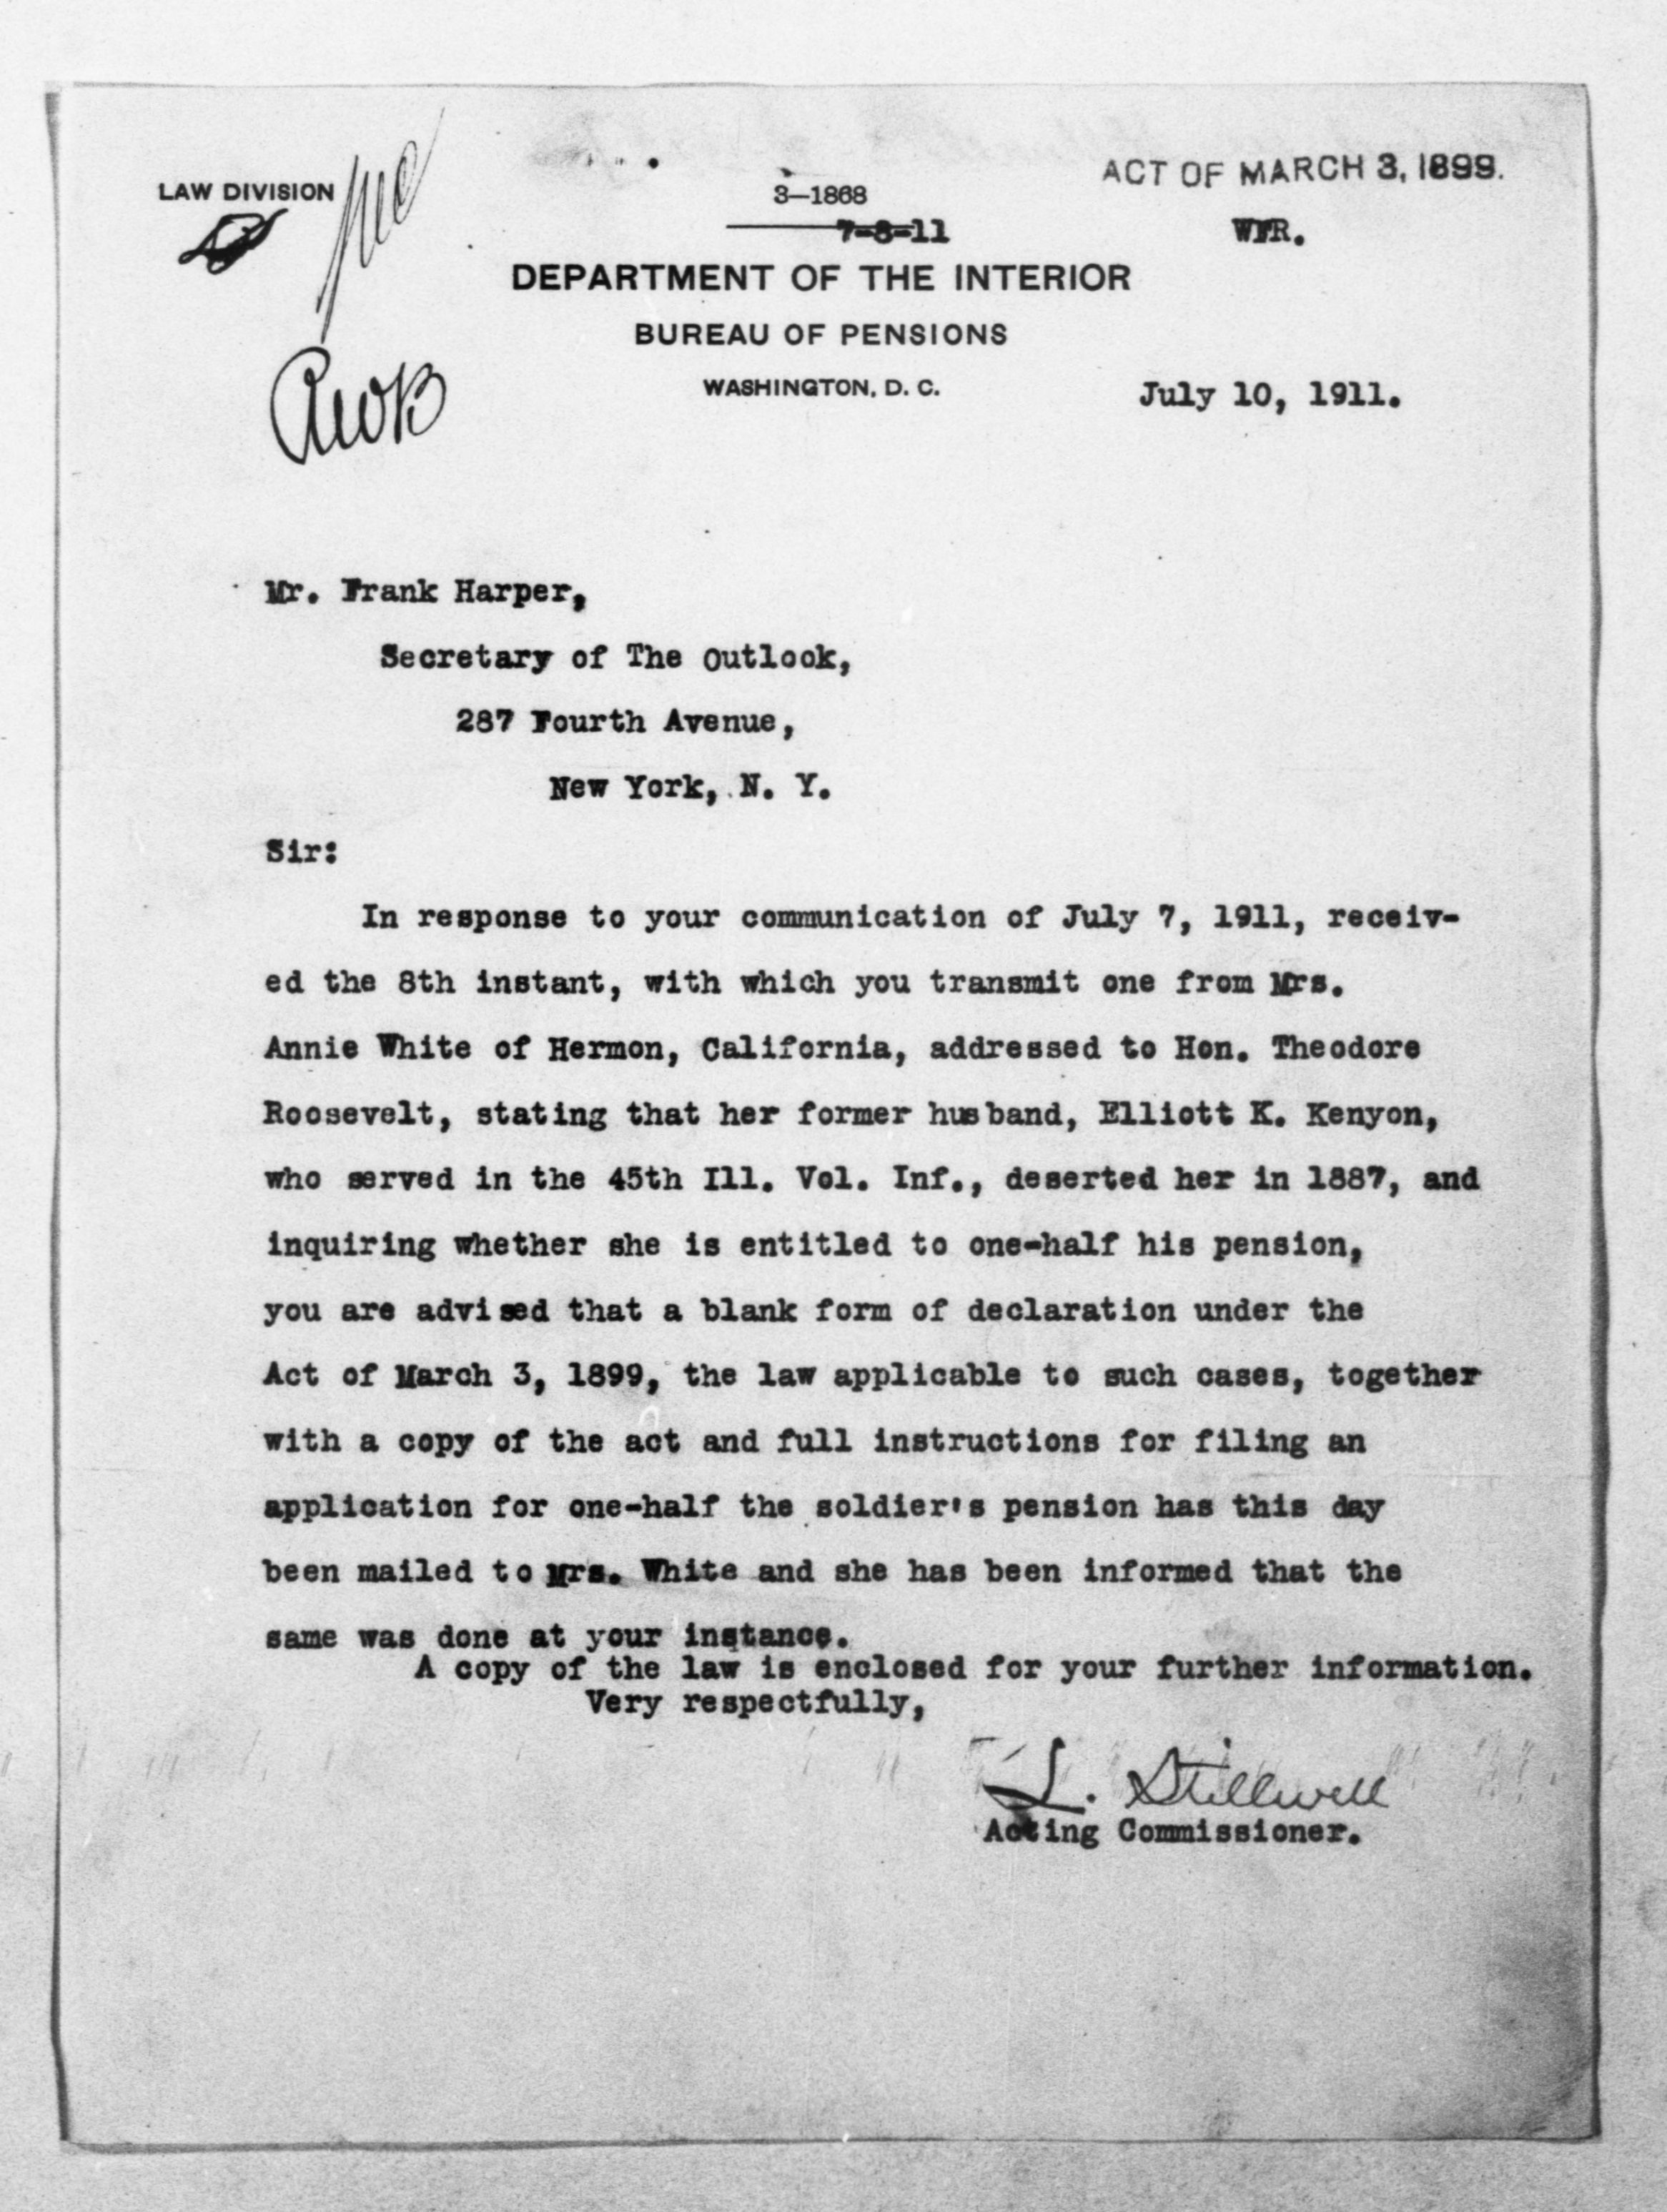 LAW DIVISION
3—1868
ACT OF MARCH 3, 1899.
7-8-11
WFR.
DEPARTMENT OF THE INTERIOR
BUREAU OF PENSIONS
WASHINGTON, D. C.
July 10, 1911.
RWB
Mr. Frank Harper,
Secretary of The Outlook,
287 Fourth Avenue,
New York, N. Y.
Sir:
In response to your communication of July 7, 1911, receiv-
ed the 8th instant, with which you transmit one from Mrs.
Annie White of Hermon, California, addressed to Hon. Theodore
Roosevelt, stating that her former husband, Elliott K. Kenyon,
who served in the 45th Ill. Vol. Inf., deserted her in 1887, and
inquiring whether she is entitled to one-half his pension,
you are advised that a blank form of declaration under the
Act of March 3, 1899, the law applicable to such cases, together
with a copy of the act and full instructions for filing an
application for one-half the soldier's pension has this day
been mailed to Mrs. White and she has been informed that the
same was done at your instance.
A copy of the law is enclosed for your further information.
Very respectfully,
L. Stillwell
Acting Commissioner.